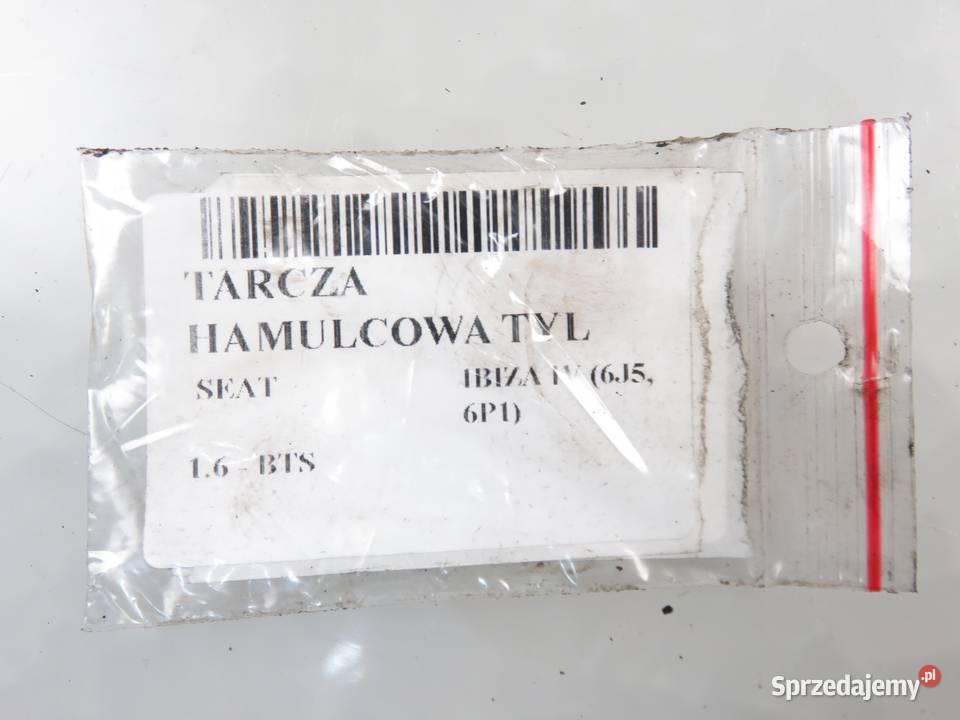 TARCZA
HAMULCOWA TYL
SEAT IBIZA IV (6J5,
6P1)
1.6 - BTS
Sprzedajemy.pl